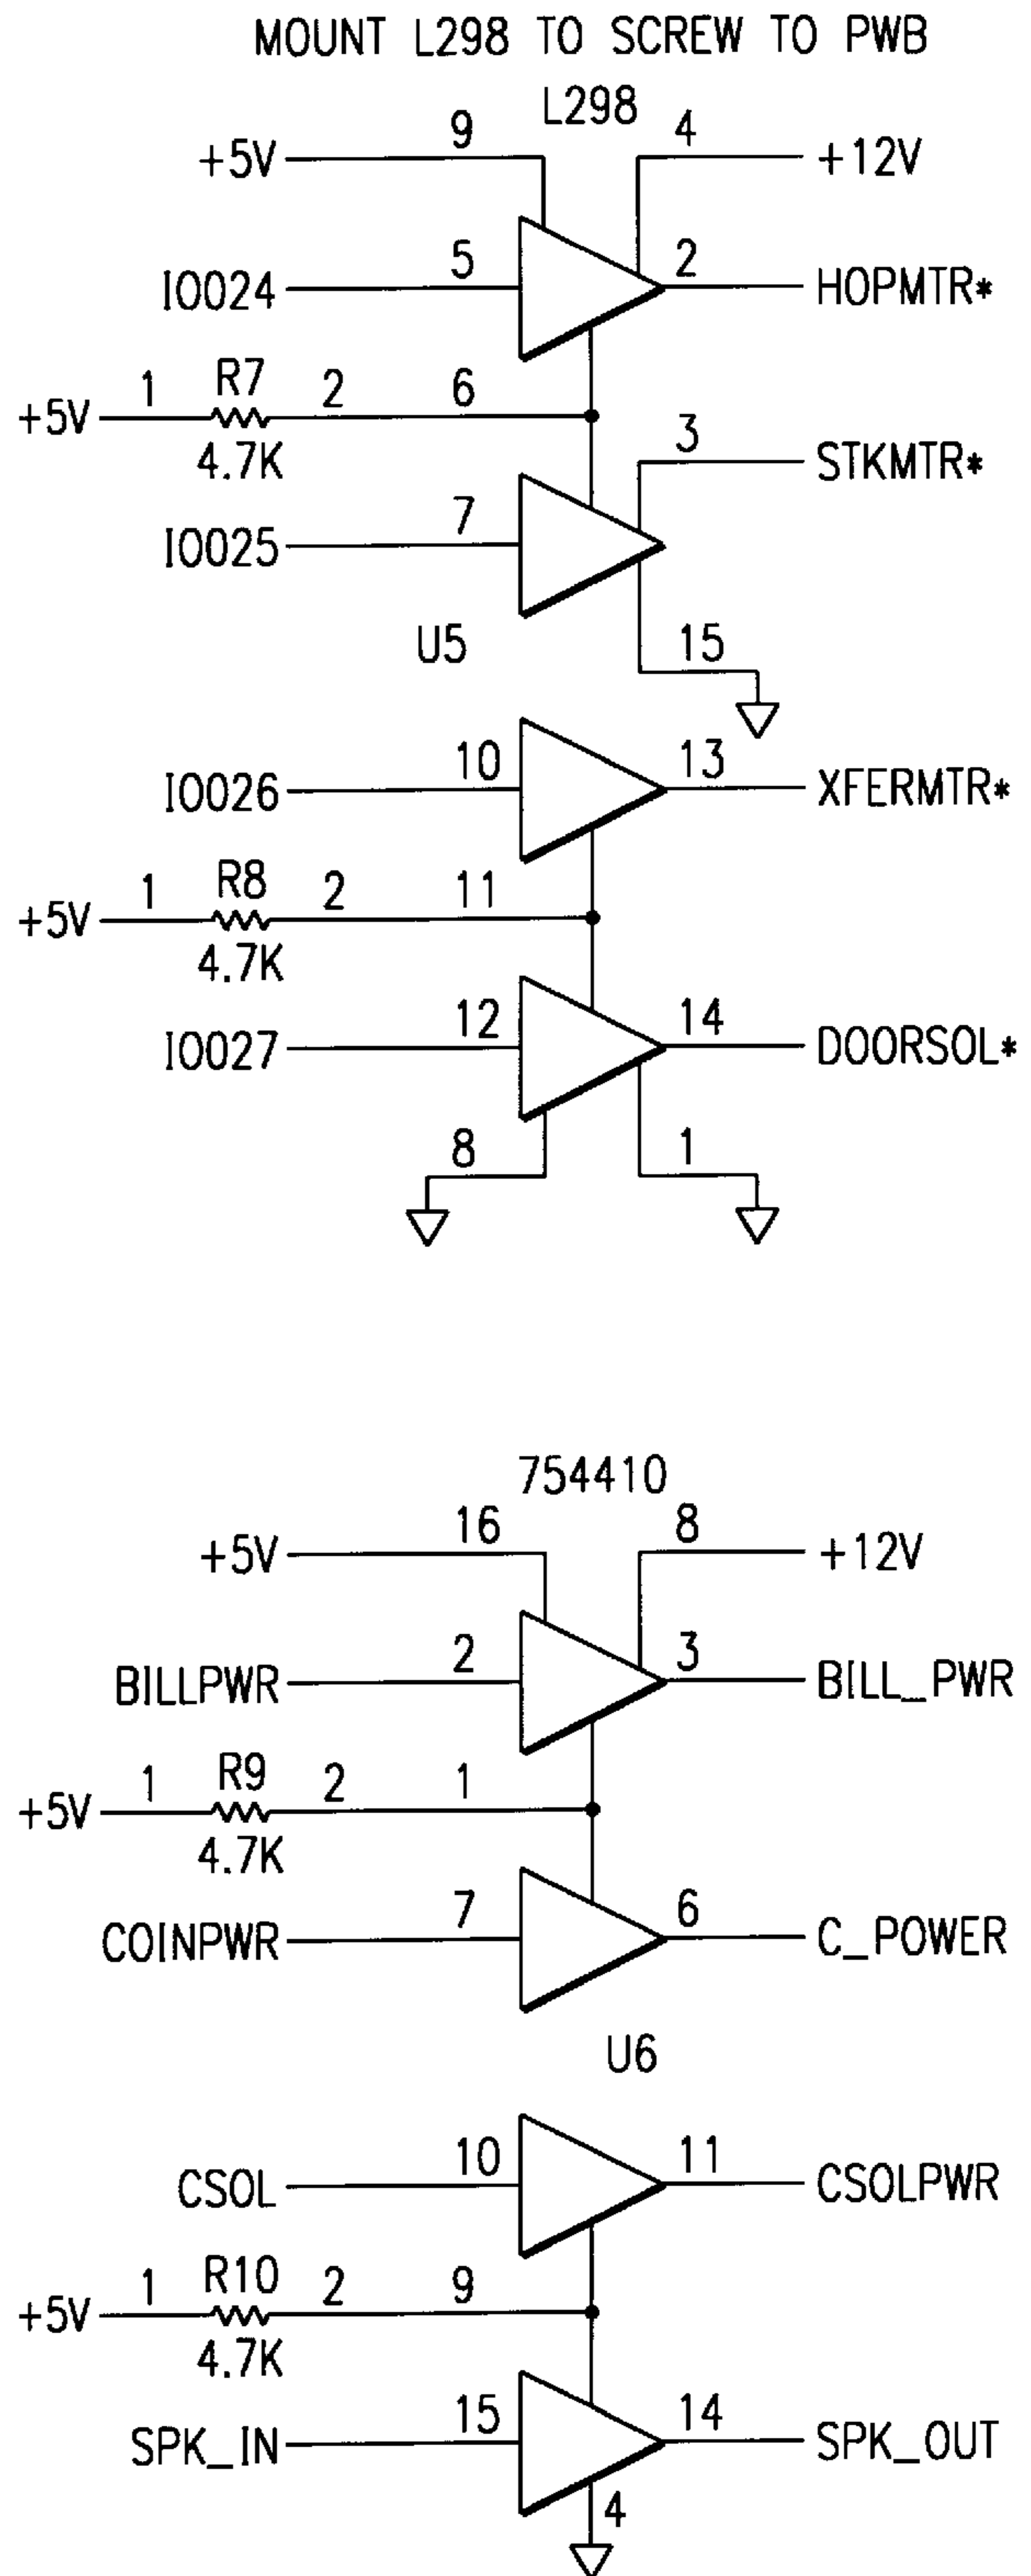 MOUNT L298 TO SCREW TO PWB
L298
+5V 9 4 +12V
IO024 5 2 HOPMTR*
+5V 1 R7 2 6
4.7K
3 STKMTR*
IO025 7
U5 15
IO026 10 13 XFERMTR*
+5V 1 R8 2 11
4.7K
IO027 12 14 DOORSOL*
8 1
754410
+5V 16 8 +12V
BILLPWR 2 3 BILL_PWR
+5V 1 R9 2 1
4.7K
COINPWR 7 6 C_POWER
U6
CSOL 10 11 CSOLPWR
+5V 1 R10 2 9
4.7K
SPK_IN 15 14 SPK_OUT
4